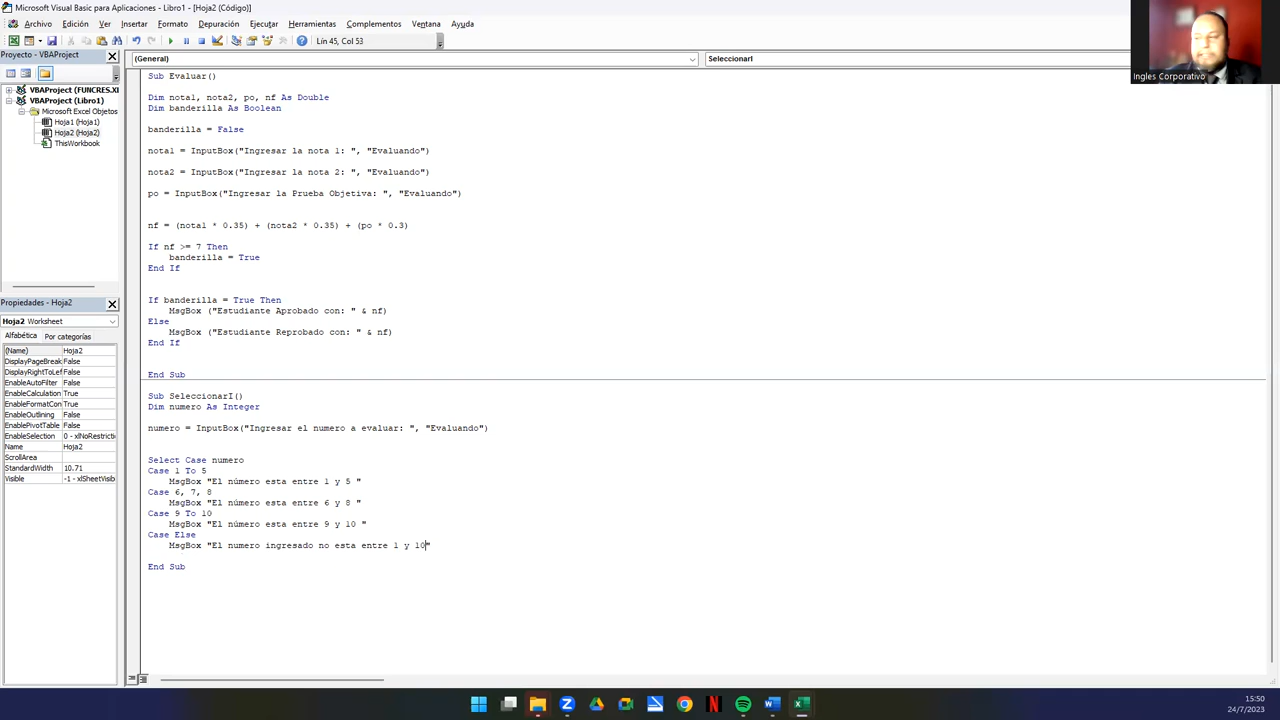 Microsoft Visual Basic para Aplicaciones - Libro1 - [Hoja2 (Código)]
Archivo Edición Ver Insertar Formato Depuración Ejecutar Herramientas Complementos Ventana Ayuda
Lín 45, Col 53
Proyecto - VBAProject
VBAProject (FUNCRES.XL
VBAProject (Libro1)
Microsoft Excel Objetos
Hoja1 (Hoja1)
Hoja2 (Hoja2)
ThisWorkbook
Propiedades - Hoja2
Hoja2 Worksheet
Alfabética Por categorías
(Name) Hoja2
DisplayPageBreak False
DisplayRightToLef False
EnableAutoFilter False
EnableCalculation True
EnableFormatCon True
EnableOutlining False
EnablePivotTable False
EnableSelection 0 - xlNoRestricti
Name Hoja2
ScrollArea
StandardWidth 10.71
Visible -1 - xlSheetVisib
(General) SeleccionarI
Sub Evaluar()
Dim nota1, nota2, po, nf As Double
Dim banderilla As Boolean
banderilla = False
nota1 = InputBox("Ingresar la nota 1: ", "Evaluando")
nota2 = InputBox("Ingresar la nota 2: ", "Evaluando")
po = InputBox("Ingresar la Prueba Objetiva: ", "Evaluando")
nf = (nota1 * 0.35) + (nota2 * 0.35) + (po * 0.3)
If nf >= 7 Then
banderilla = True
End If
If banderilla = True Then
MsgBox ("Estudiante Aprobado con: " & nf)
Else
MsgBox ("Estudiante Reprobado con: " & nf)
End If
End Sub
Sub SeleccionarI()
Dim numero As Integer
numero = InputBox("Ingresar el numero a evaluar: ", "Evaluando")
Select Case numero
Case 1 To 5
MsgBox "El número esta entre 1 y 5 "
Case 6, 7, 8
MsgBox "El número esta entre 6 y 8 "
Case 9 To 10
MsgBox "El número esta entre 9 y 10 "
Case Else
MsgBox "El numero ingresado no esta entre 1 y 10"
End Sub
Ingles Corporativo
15:50
24/7/2023